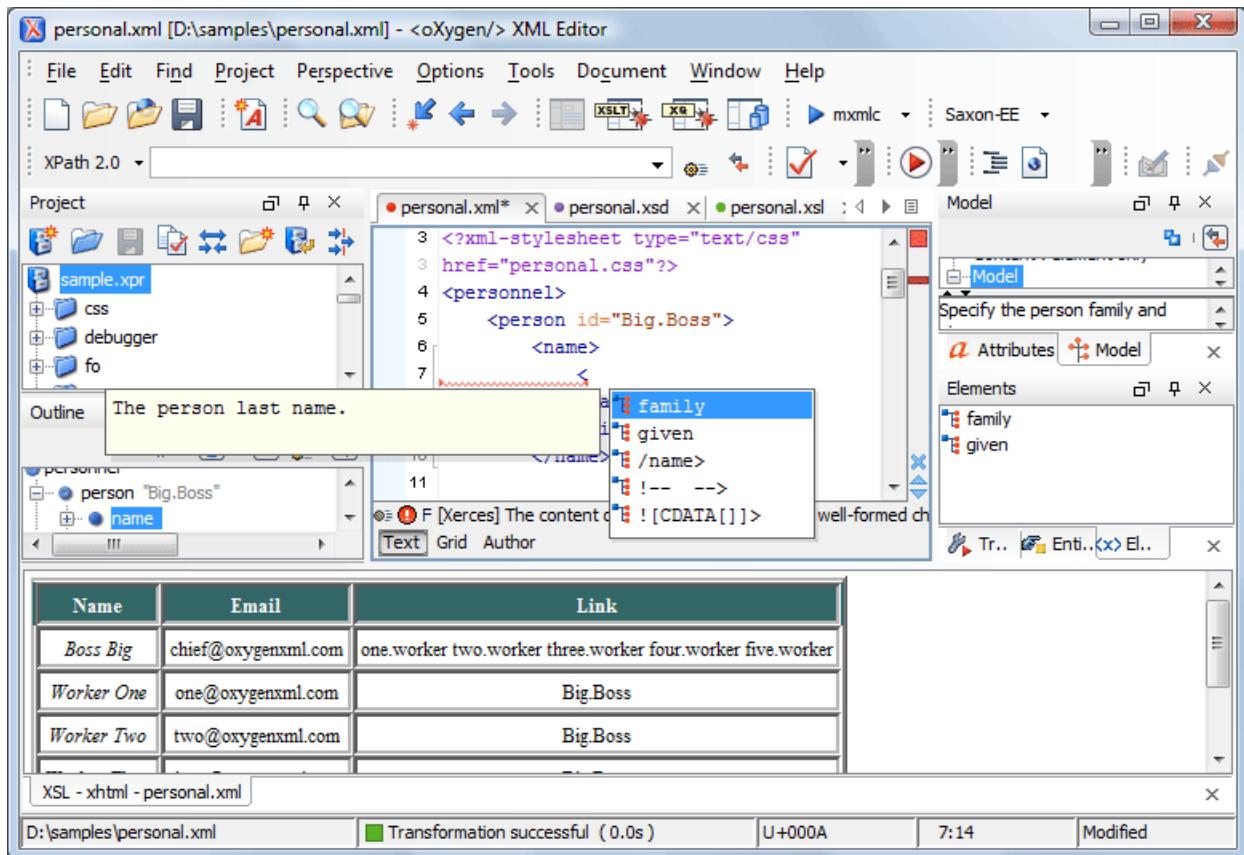 personal.xml [D:\samples\personal.xml] - <oXygen/> XML Editor
File Edit Find Project Perspective Options Tools Document Window Help
XSLT XQ mxmlc Saxon-EE
XPath 2.0
Project
sample.xpr
css
debugger
fo
Outline
The person last name.
person "Big.Boss"
name
personal.xml* personal.xsd personal.xsl
3 <?xml-stylesheet type="text/css"
3 href="personal.css"?>
4 <personnel>
5 <person id="Big.Boss">
6 <name>
7 <
</name>
11
family
given
/name>
!-- -->
![CDATA[]]>
F [Xerces] The content well-formed
Text Grid Author
Model
Model
Specify the person family and
a Attributes Model
Elements
family
given
Tr.. Enti.. <x> El..
Name Email Link
Boss Big chief@oxygenxml.com one.worker two.worker three.worker four.worker five.worker
Worker One one@oxygenxml.com Big.Boss
Worker Two two@oxygenxml.com Big.Boss
XSL - xhtml - personal.xml
D:\samples\personal.xml Transformation successful (0.0s) U+000A 7:14 Modified